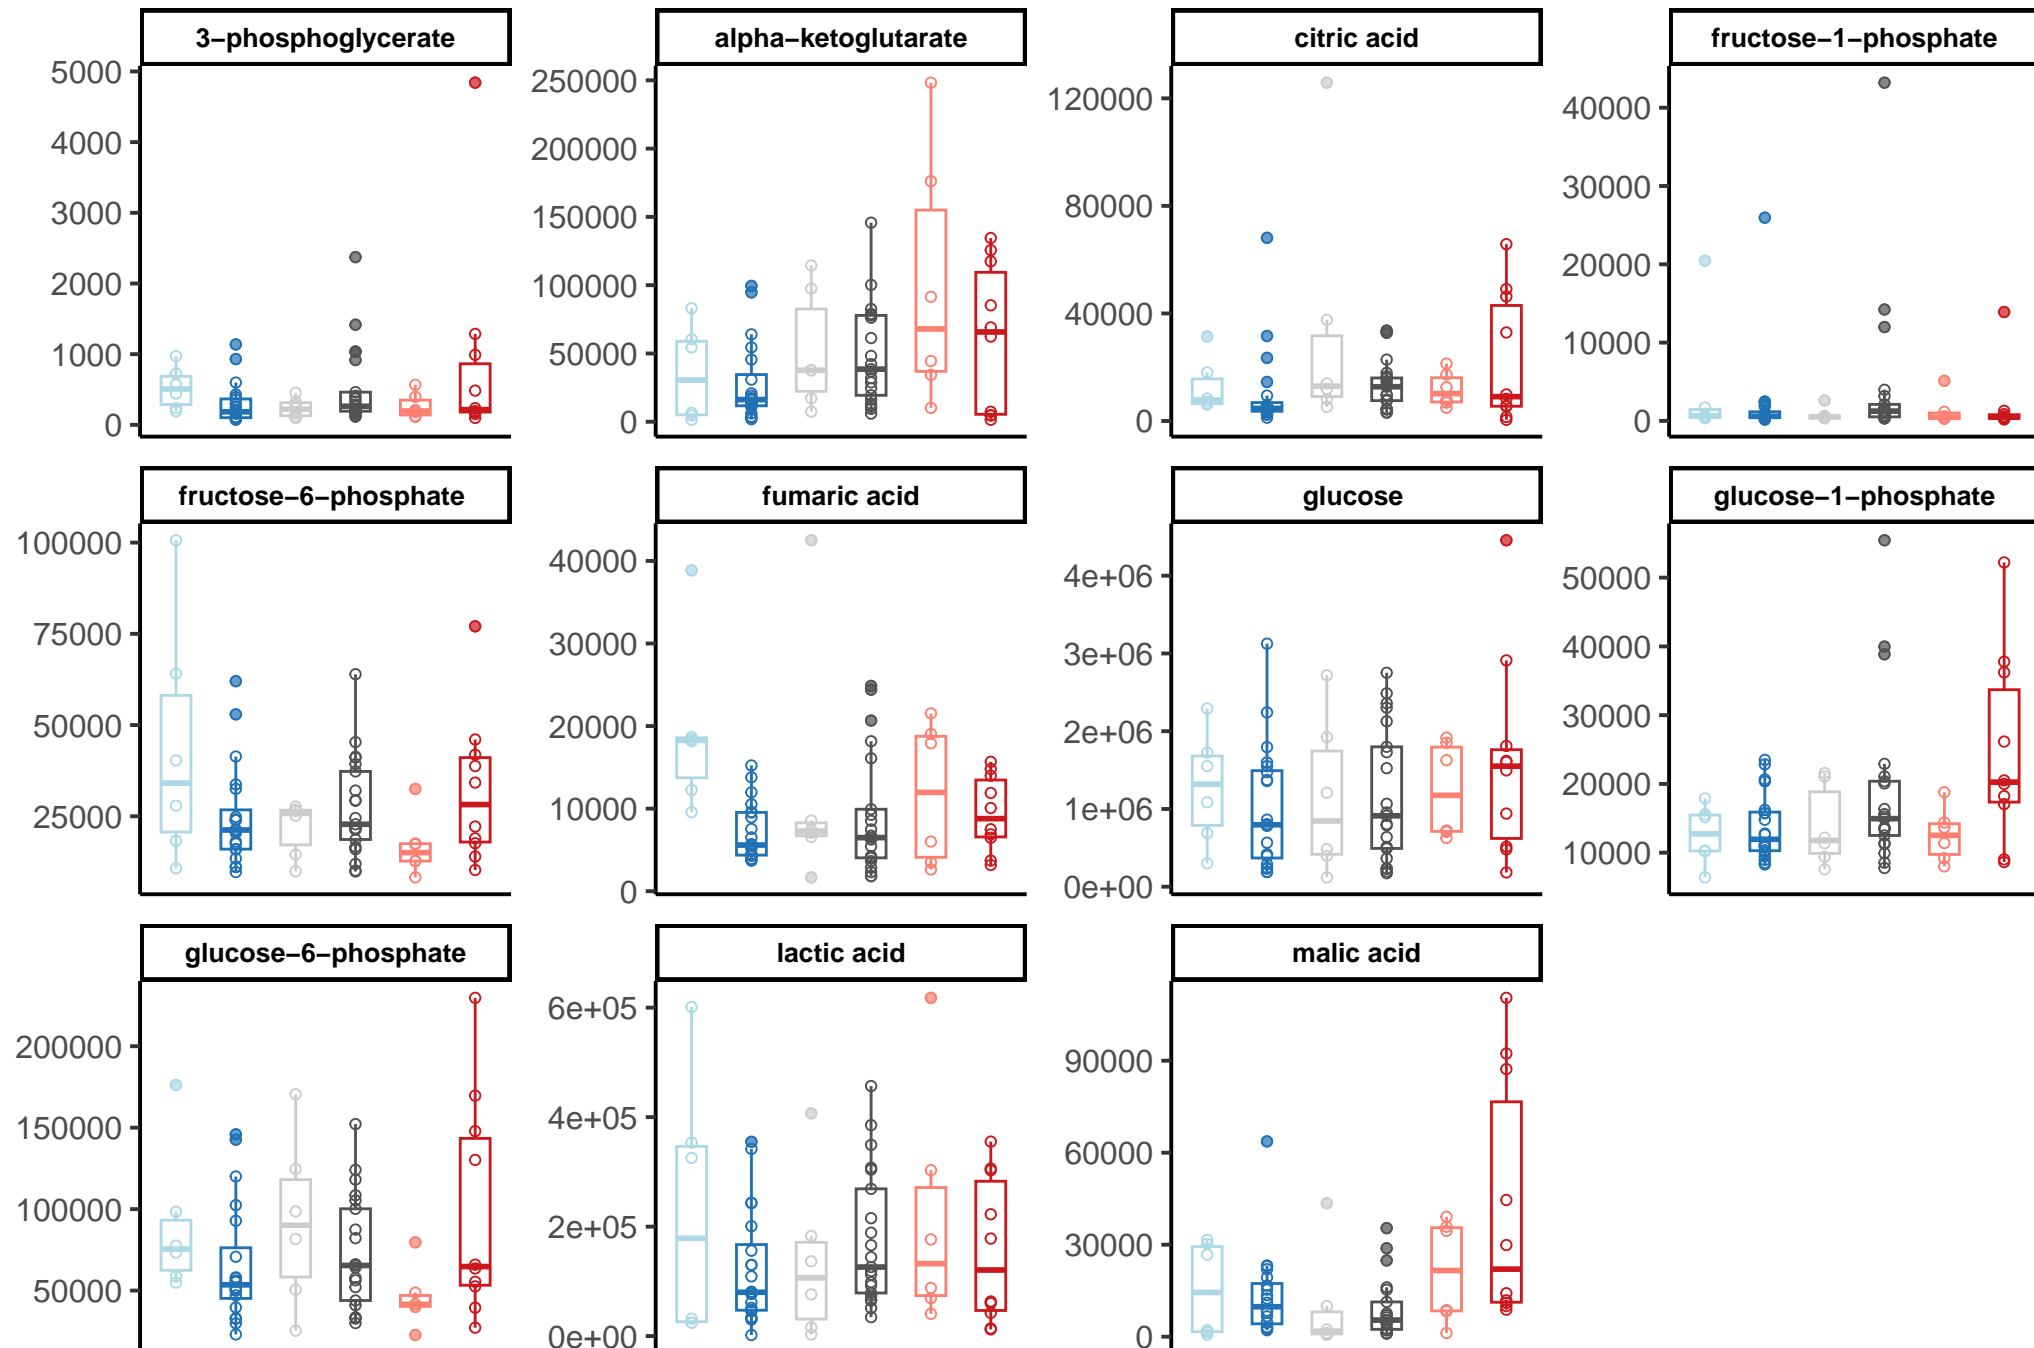 3−phosphoglycerate
alpha−ketoglutarate
citric acid
fructose−1−phosphate
5000
4000
3000
2000
1000
0
250000
200000
150000
100000
50000
0
120000
80000
40000
0
40000
30000
20000
10000
0
fructose−6−phosphate
fumaric acid
glucose
glucose−1−phosphate
100000
75000
50000
25000
40000
30000
20000
10000
0
4e+06
3e+06
2e+06
1e+06
0e+00
50000
40000
30000
20000
10000
glucose−6−phosphate
lactic acid
malic acid
200000
150000
100000
50000
6e+05
4e+05
2e+05
0e+00
90000
60000
30000
0